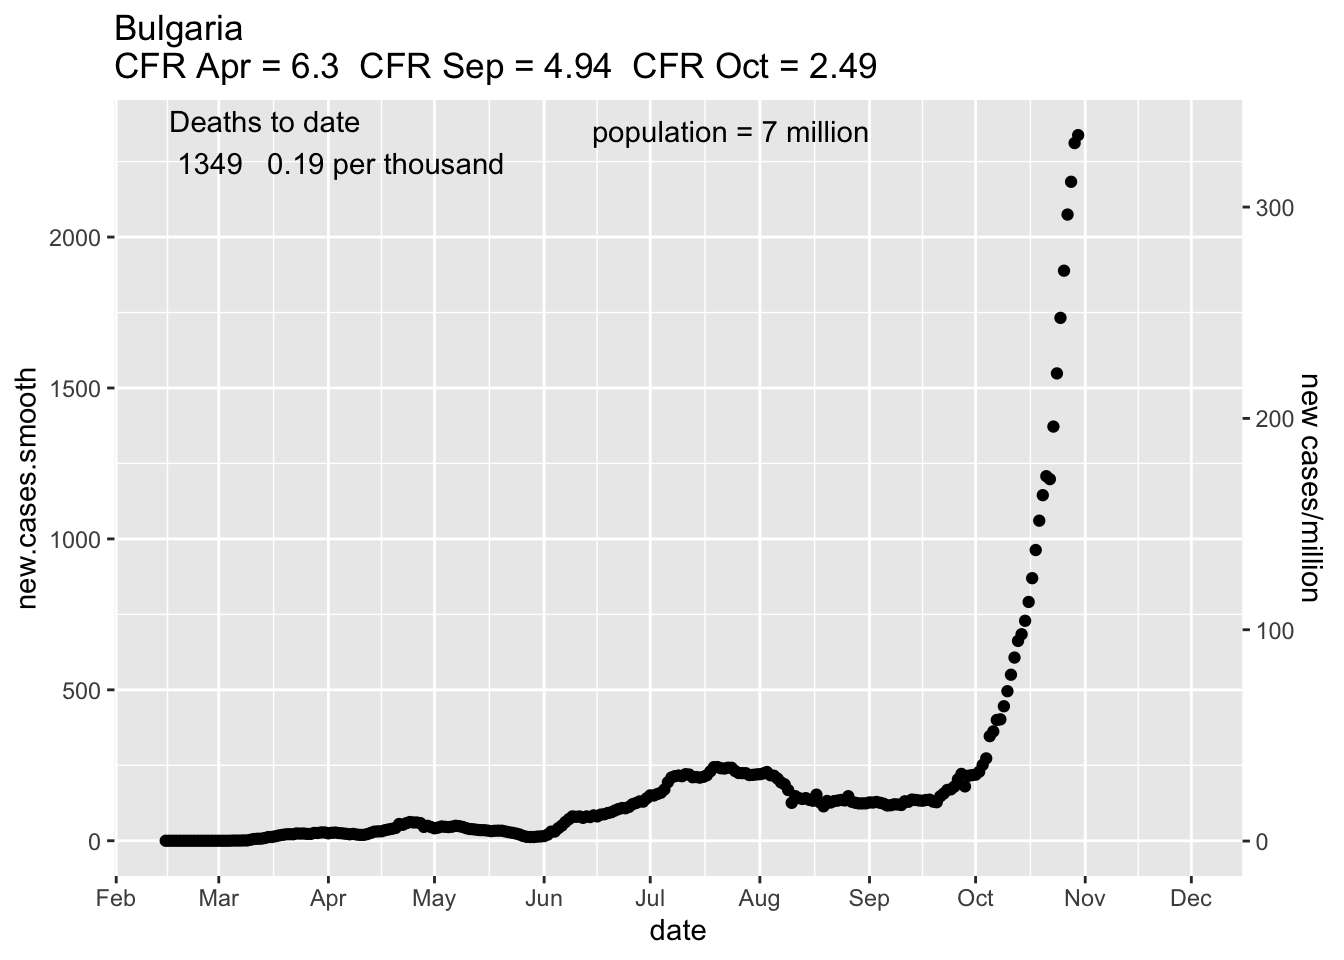 Bulgaria
CFR Apr = 6.3  CFR Sep = 4.94  CFR Oct = 2.49
Deaths to date
1349   0.19 per thousand
population = 7 million
new.cases.smooth
2000
1500
1000
500
0
300
200
100
0
new cases/million
Feb Mar Apr May Jun Jul Aug Sep Oct Nov Dec
date